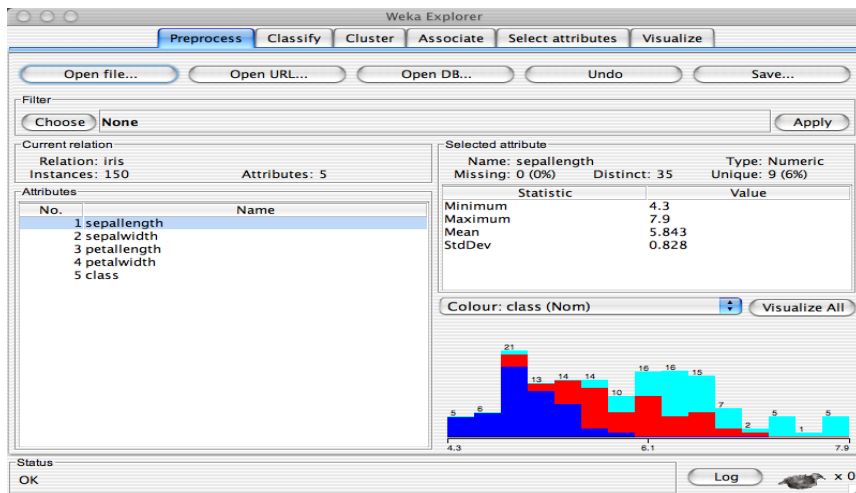 Weka Explorer
Preprocess Classify Cluster Associate Select attributes Visualize
Open file... Open URL... Open DB... Undo Save...
Filter
Choose None Apply
Current relation
Relation: iris
Instances: 150 Attributes: 5
Selected attribute
Name: sepallength Type: Numeric
Missing: 0 (0%) Distinct: 35 Unique: 9 (6%)
Attributes
No. Name
1 sepallength
2 sepalwidth
3 petallength
4 petalwidth
5 class
Statistic Value
Minimum 4.3
Maximum 7.9
Mean 5.843
StdDev 0.828
Colour: class (Nom) Visualize All
5 6 21 13 14 14 10 16 16 15 7 2 5 1 5
4.3 6.1 7.9
Status
OK
Log x 0